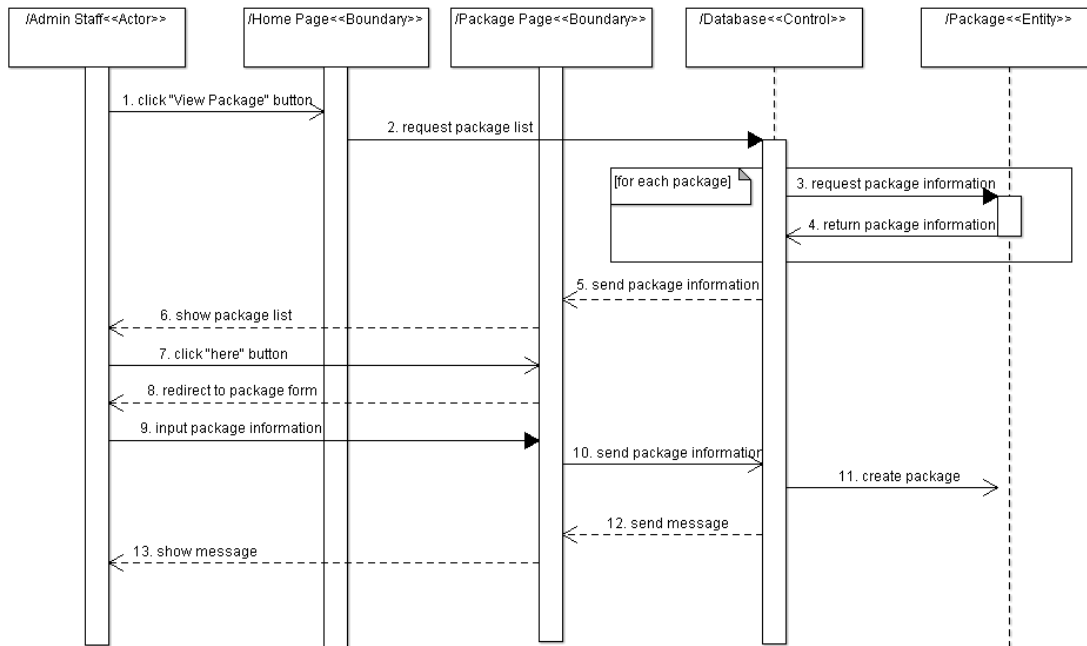 /Admin Staff<<Actor>>
/Home Page<<Boundary>>
/Package Page<<Boundary>>
/Database<<Control>>
/Package<<Entity>>
1. click "View Package" button
2. request package list
[for each package]
3. request package information
4. return package information
5. send package information
6. show package list
7. click "here" button
8. redirect to package form
9. input package information
10. send package information
11. create package
12. send message
13. show message